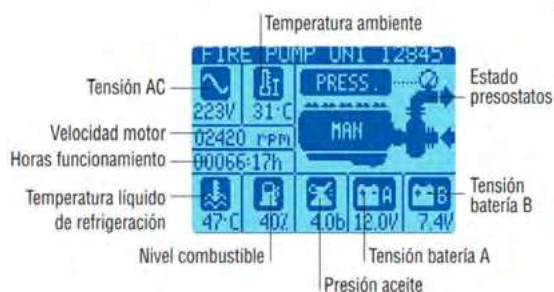 Temperatura ambiente
FIRE PUMP UNI 12845
Tensión AC
PRESS.
Estado
presostatos
223V 31°C
MAN
Velocidad motor
02420 rpm
Horas funcionamiento
00066:17h
Temperatura líquido
de refrigeración
A B
Tensión
batería B
47°C 40% 4.0b 12.0V 7.4V
Nivel combustible
Tensión batería A
Presión aceite